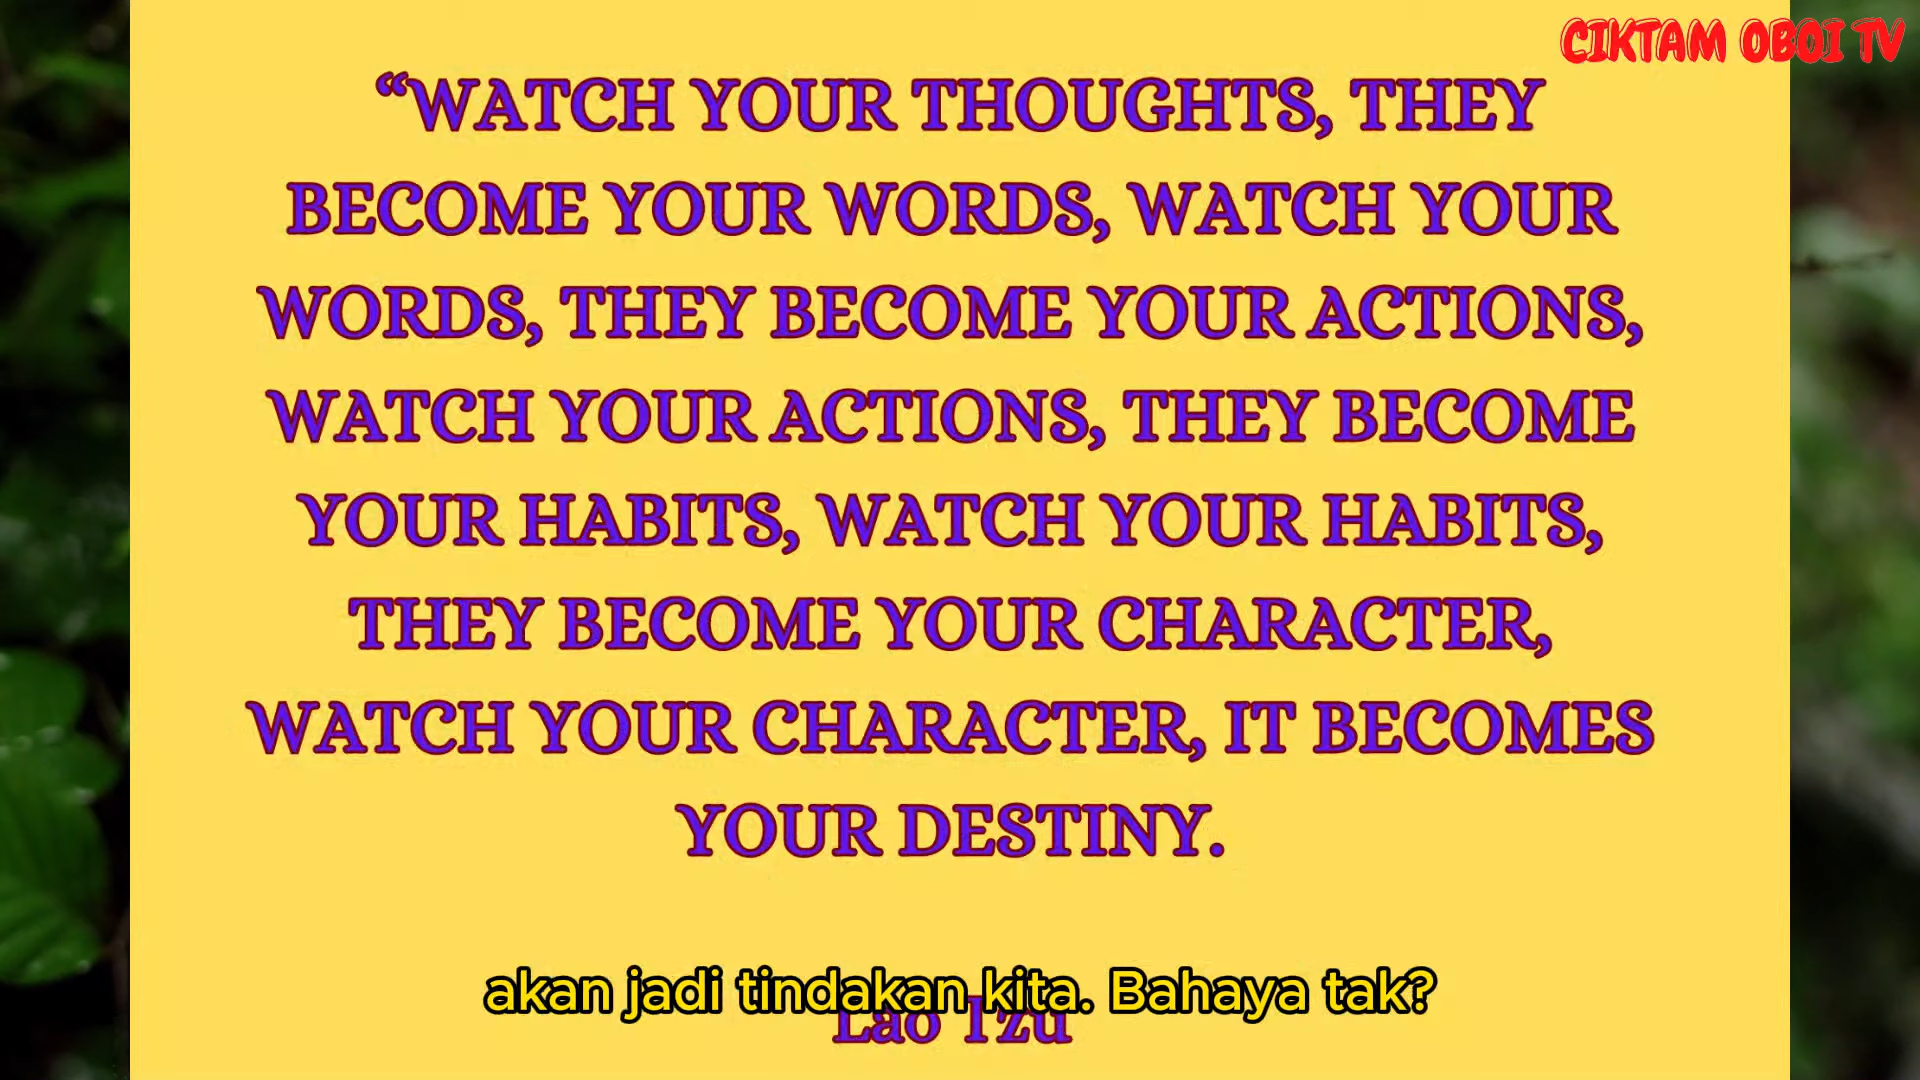 CIKTAM OBOI TV
“WATCH YOUR THOUGHTS, THEY
BECOME YOUR WORDS, WATCH YOUR
WORDS, THEY BECOME YOUR ACTIONS,
WATCH YOUR ACTIONS, THEY BECOME
YOUR HABITS, WATCH YOUR HABITS,
THEY BECOME YOUR CHARACTER,
WATCH YOUR CHARACTER, IT BECOMES
YOUR DESTINY.
akan jadi tindakan kita. Bahaya tak?
Lao Tzu